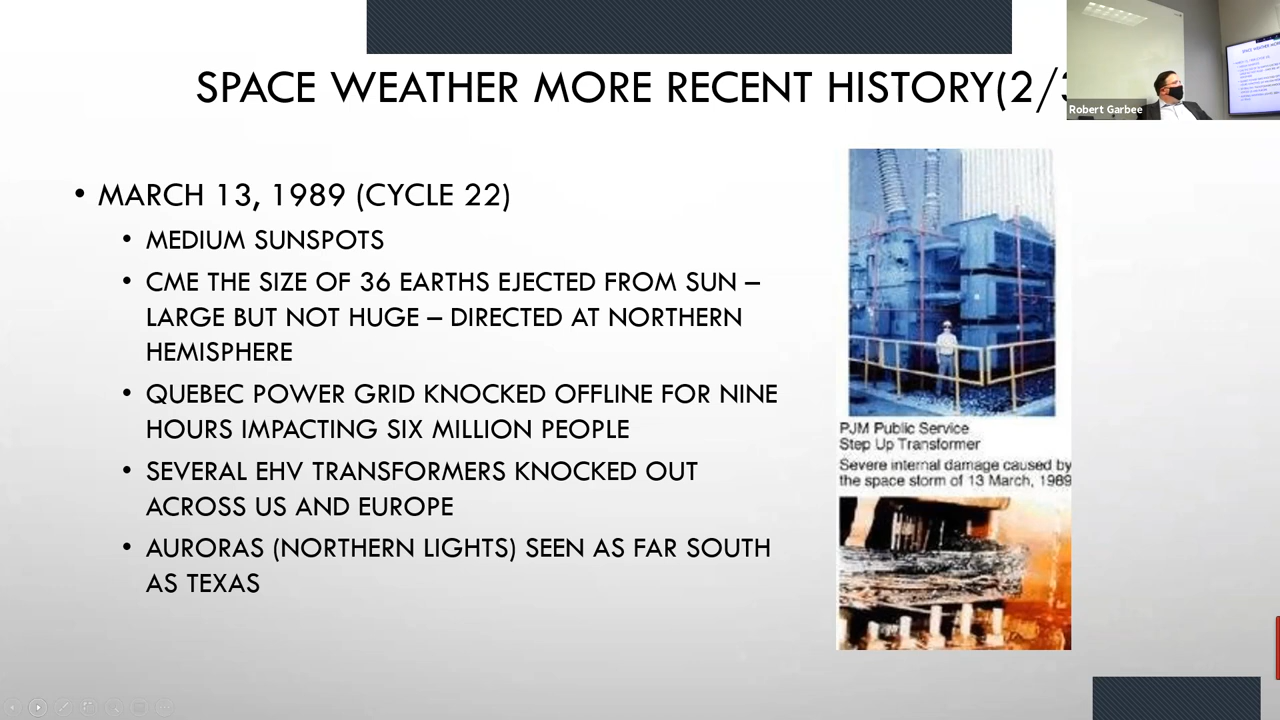 SPACE WEATHER MORE RECENT HISTORY(2/3
Robert Garbee
• MARCH 13, 1989 (CYCLE 22)
• MEDIUM SUNSPOTS
• CME THE SIZE OF 36 EARTHS EJECTED FROM SUN –
LARGE BUT NOT HUGE – DIRECTED AT NORTHERN
HEMISPHERE
• QUEBEC POWER GRID KNOCKED OFFLINE FOR NINE
HOURS IMPACTING SIX MILLION PEOPLE
• SEVERAL EHV TRANSFORMERS KNOCKED OUT
ACROSS US AND EUROPE
• AURORAS (NORTHERN LIGHTS) SEEN AS FAR SOUTH
AS TEXAS
PJM Public Service
Step Up Transformer
Severe internal damage caused by
the space storm of 13 March, 1989